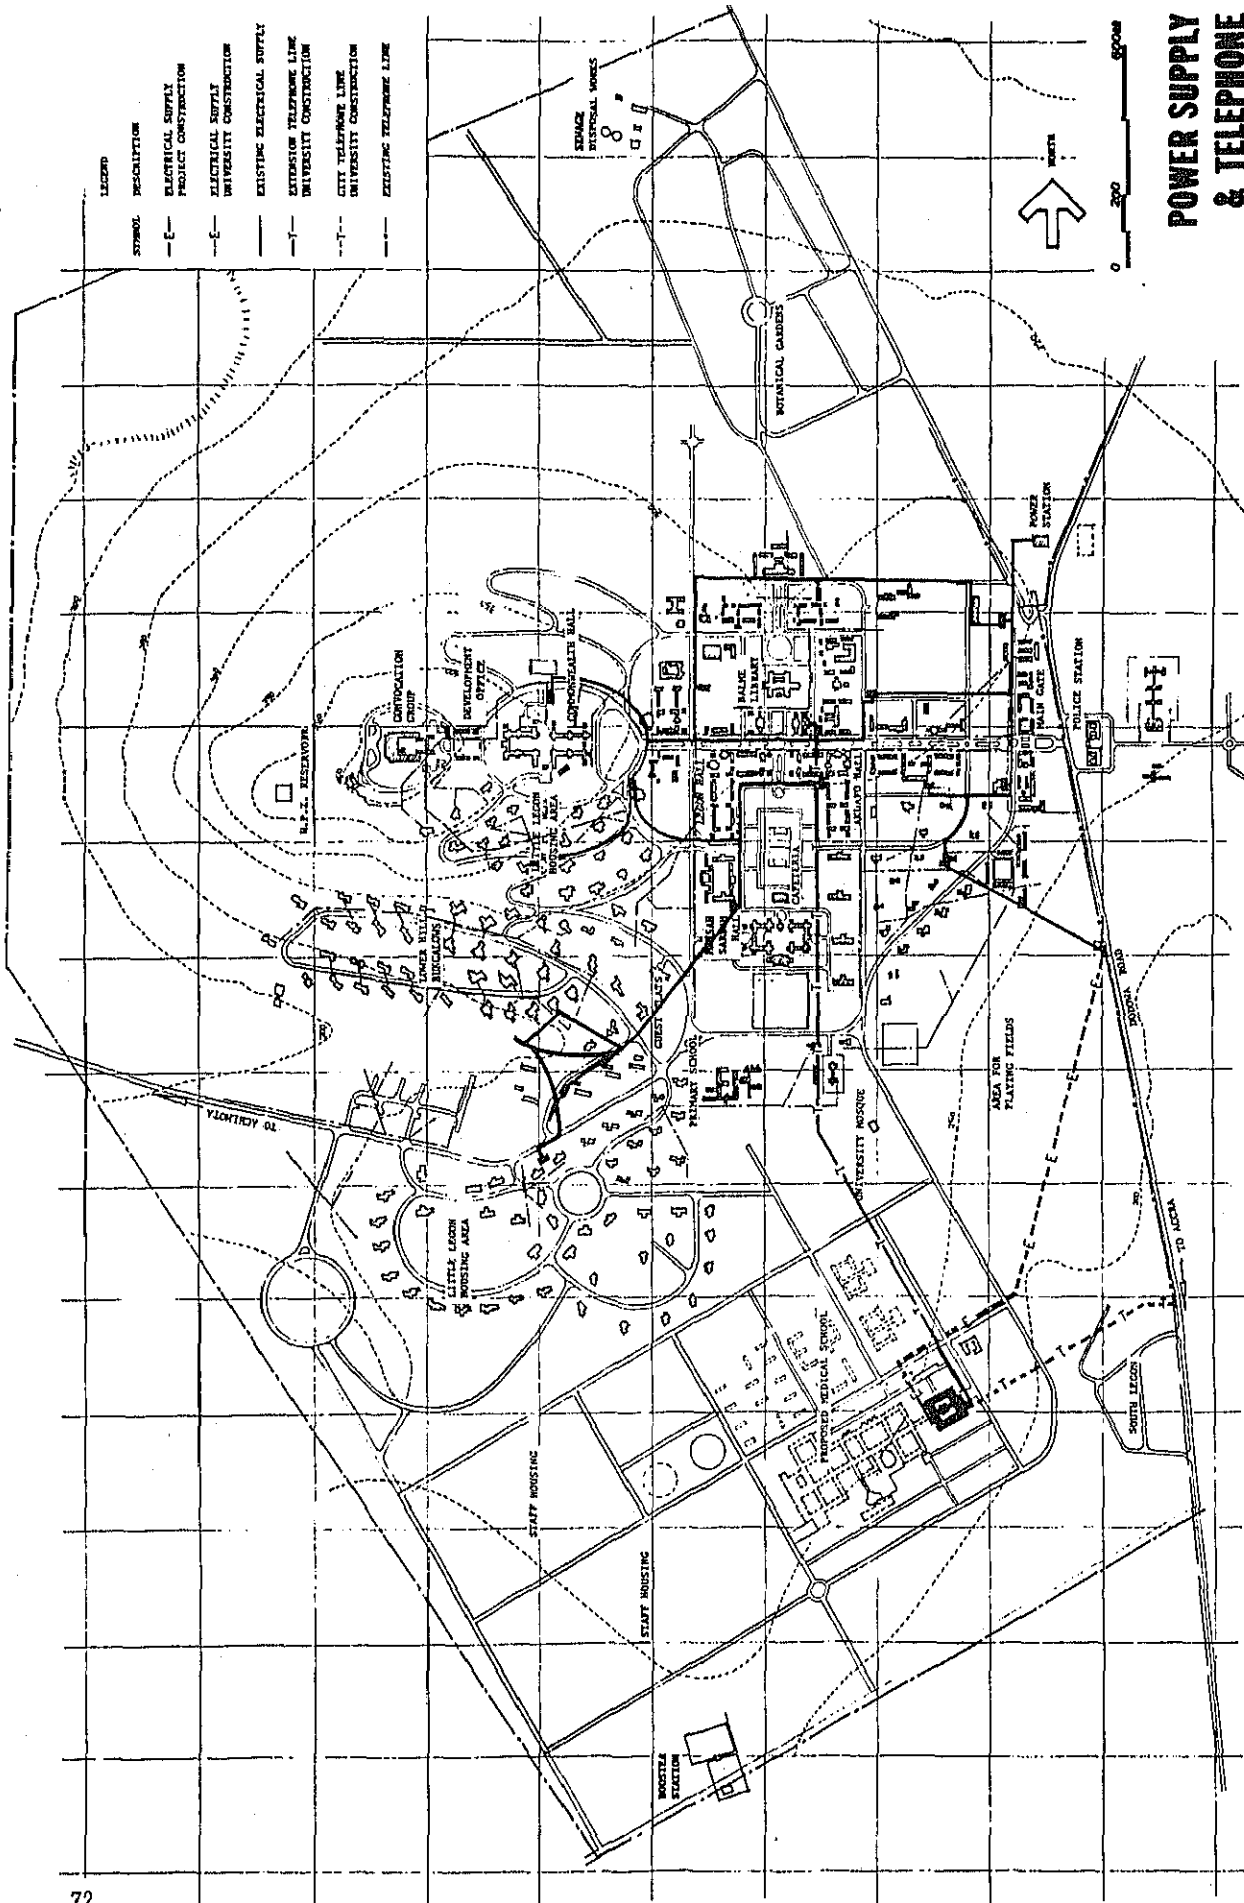 POWER SUPPLY
& TELEPHONE
LEGEND
SYMBOL DESCRIPTION
—E— ELECTRICAL SUPPLY
PROJECT CONSTRUCTION
---E— ELECTRICAL SUPPLY
UNIVERSITY CONSTRUCTION
EXISTING ELECTRICAL SUPPLY
—T— EXTENSION TELEPHONE LINE
UNIVERSITY CONSTRUCTION
---T--- CITY TELEPHONE LINE
UNIVERSITY CONSTRUCTION
EXISTING TELEPHONE LINE
NORTH
0 200 600M
SEWAGE
DISPOSAL WORKS
BOTANICAL GARDENS
POWER
STATION
MAIN GATE
POLICE STATION
CONVOCATION
GROUP
DEVELOPMENT
OFFICE
COMMONWEALTH HALL
BALME
LIBRARY
H.P.Z. RESERVOIR
HOUSING AREA
LEGON HALL
AKUAFO HALL
CAFETERIA
MENSAH
SARBAH
HALL
LOWER HILL
BUNGALOWS
PRIMARY SCHOOL
UNIVERSITY MOSQUE
AREA FOR
PLAYING FIELDS
DODOWA ROAD
TO ACCRA
TO ACHIMOTA
LITTLE LEGON
HOUSING AREA
PROPOSED MEDICAL SCHOOL
SOUTH LEGON
STAFF HOUSING
STAFF HOUSING
BOOSTER
STATION
E
E
E
E
T
T
T
T
T
72